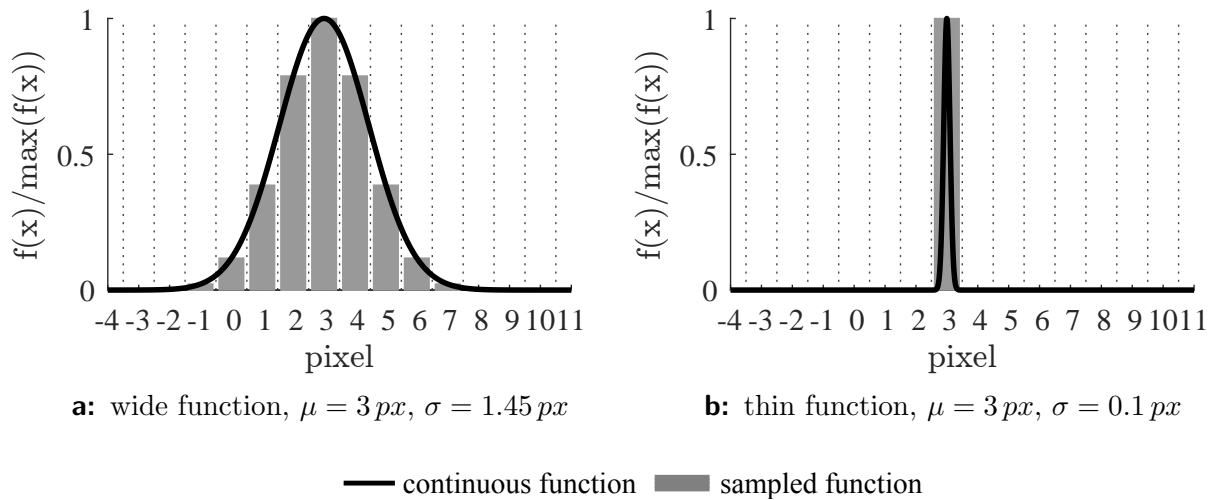 f(x)/max(f(x))
1
0.5
0
-4 -3 -2 -1 0 1 2 3 4 5 6 7 8 9 10 11
pixel
a: wide function, μ = 3 px, σ = 1.45 px
f(x)/max(f(x))
1
0.5
0
-4 -3 -2 -1 0 1 2 3 4 5 6 7 8 9 10 11
pixel
b: thin function, μ = 3 px, σ = 0.1 px
continuous function sampled function